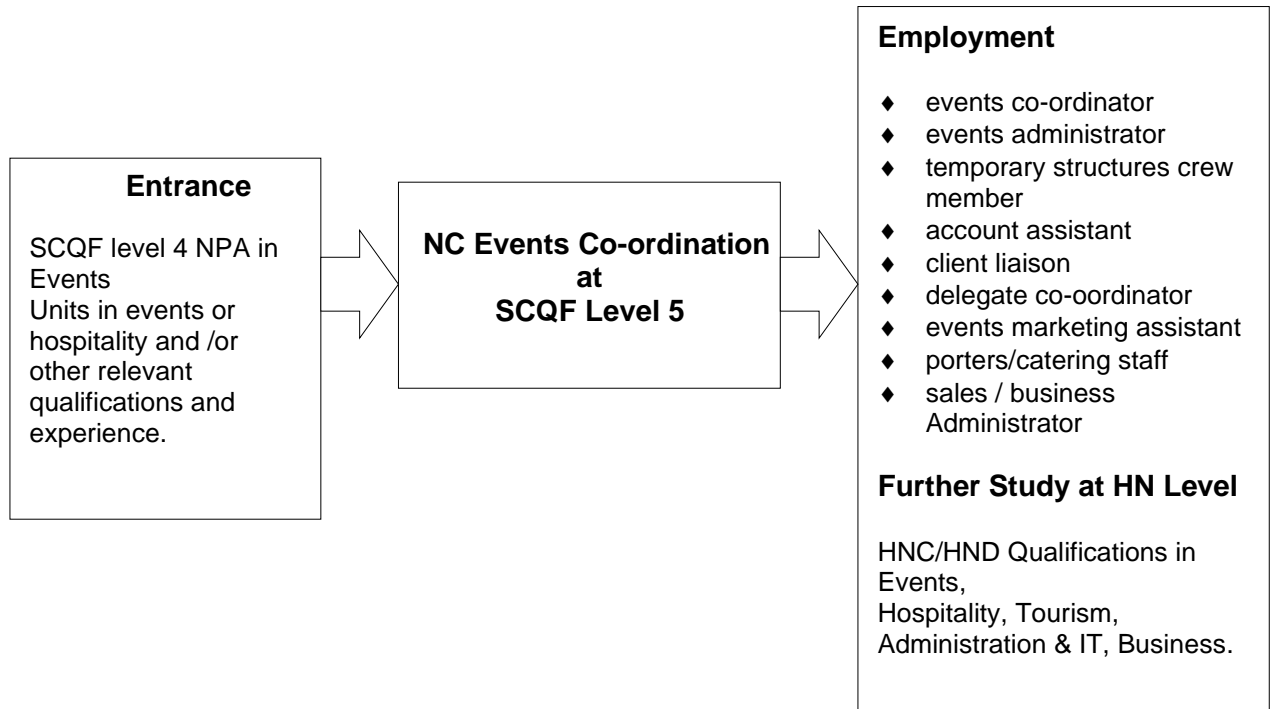 Entrance
SCQF level 4 NPA in
Events
Units in events or
hospitality and /or
other relevant
qualifications and
experience.
NC Events Co-ordination
at
SCQF Level 5
Employment
♦ events co-ordinator
♦ events administrator
♦ temporary structures crew
member
♦ account assistant
♦ client liaison
♦ delegate co-oordinator
♦ events marketing assistant
♦ porters/catering staff
♦ sales / business
Administrator
Further Study at HN Level
HNC/HND Qualifications in
Events,
Hospitality, Tourism,
Administration & IT, Business.